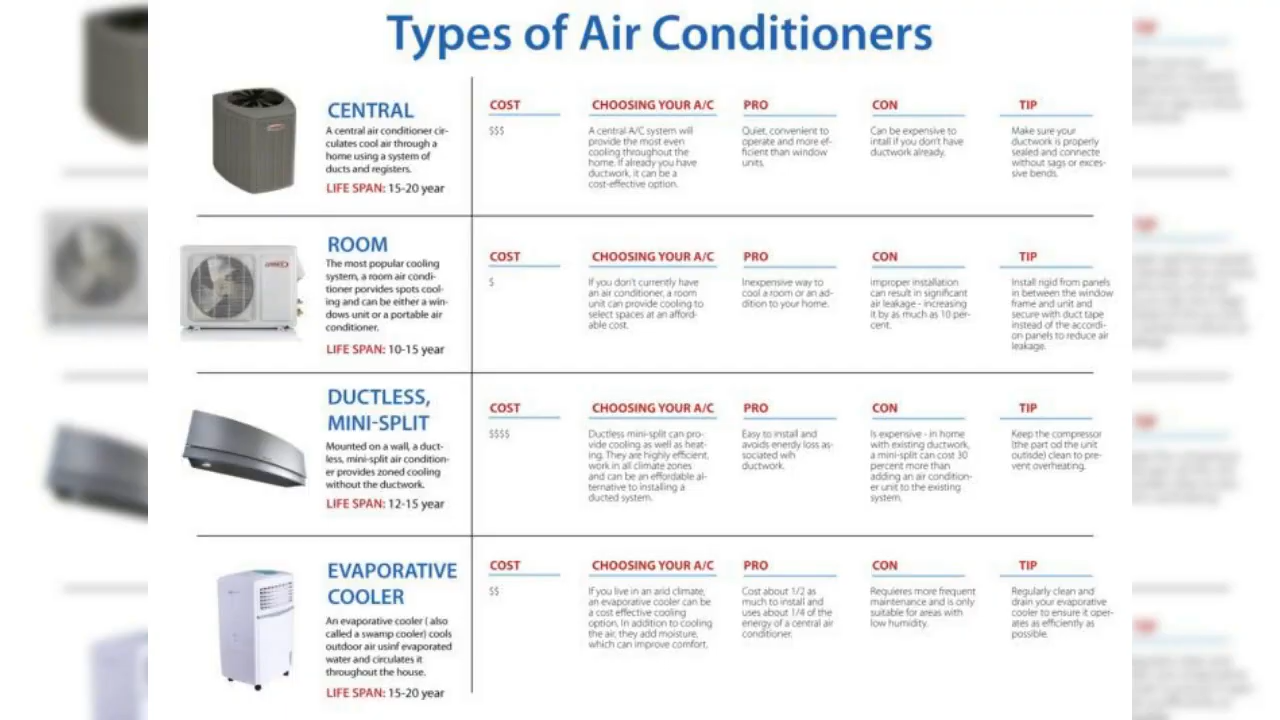 Types of Air Conditioners
CENTRAL
A central air conditioner cir-
culates cool air through a
home using a system of
ducts and registers.
LIFE SPAN: 15-20 year
COST
$$$
CHOOSING YOUR A/C
A central A/C system will
provide the most even
cooling throughout the
home. If already you have
ductwork, it can be a
cost-effective option.
PRO
Quiet, convenient to
operate and more ef-
ficient than window
units.
CON
Can be expensive to
intall if you don't have
ductwork already.
TIP
Make sure your
ductwork is properly
sealed and connecte
without sags or exces-
sive bends.
ROOM
The most popular cooling
system, a room air condi-
tioner porvides spots cool-
ing and can be either a win-
dows unit or a portable air
conditioner.
LIFE SPAN: 10-15 year
COST
$
CHOOSING YOUR A/C
If you don't currently have
an air conditioner, a room
unit can provide cooling to
select spaces at an afford-
able cost.
PRO
Inexpensive way to
cool a room or an ad-
dition to your home.
CON
improper installation
can result in significant
air leakage - increasing
it by as much as 10 per-
cent.
TIP
Install rigid from panels
in between the window
frame and unit and
secure with duct tape
instead of the accordi-
on panels to reduce air
leakage.
DUCTLESS,
MINI-SPLIT
Mounted on a wall, a duct-
less, mini-split air condition-
er provides zoned cooling
without the ductwork.
LIFE SPAN: 12-15 year
COST
$$$$
CHOOSING YOUR A/C
Ductless mini-split can pro-
vide cooling as well as heat-
ing. They are highly efficient,
work in all climate zones
and can be an effordable al-
ternative to installing a
ducted system.
PRO
Easy to install and
avoids enerdy loss as-
sociated wih
ductwork.
CON
Is expensive - in home
with existing ductwork,
a mini-split can cost 30
percent more than
adding an air condition-
er unit to the existing
system.
TIP
Keep the compressor
(the part od the unit
outside) clean to pre-
vent overheating.
EVAPORATIVE
COOLER
An evaporative cooler ( also
called a swamp cooler) cools
outdoor air usinf evaporated
water and circulates it
throughout the house.
LIFE SPAN: 15-20 year
COST
$$
CHOOSING YOUR A/C
If you live in an arid climate,
an evaporative cooler can be
a cost effective cooling
option. In addition to cooling
the air, they add moisture,
which can improve comfort.
PRO
Cost about 1/2 as
much to install and
uses about 1/4 of the
energy of a central air
conditioner.
CON
Requieres more frequent
maintenance and is only
suitable for areas with
low humidity.
TIP
Regularly clean and
drain your evaporative
cooler to ensure it oper-
ates as efficiently as
possible.